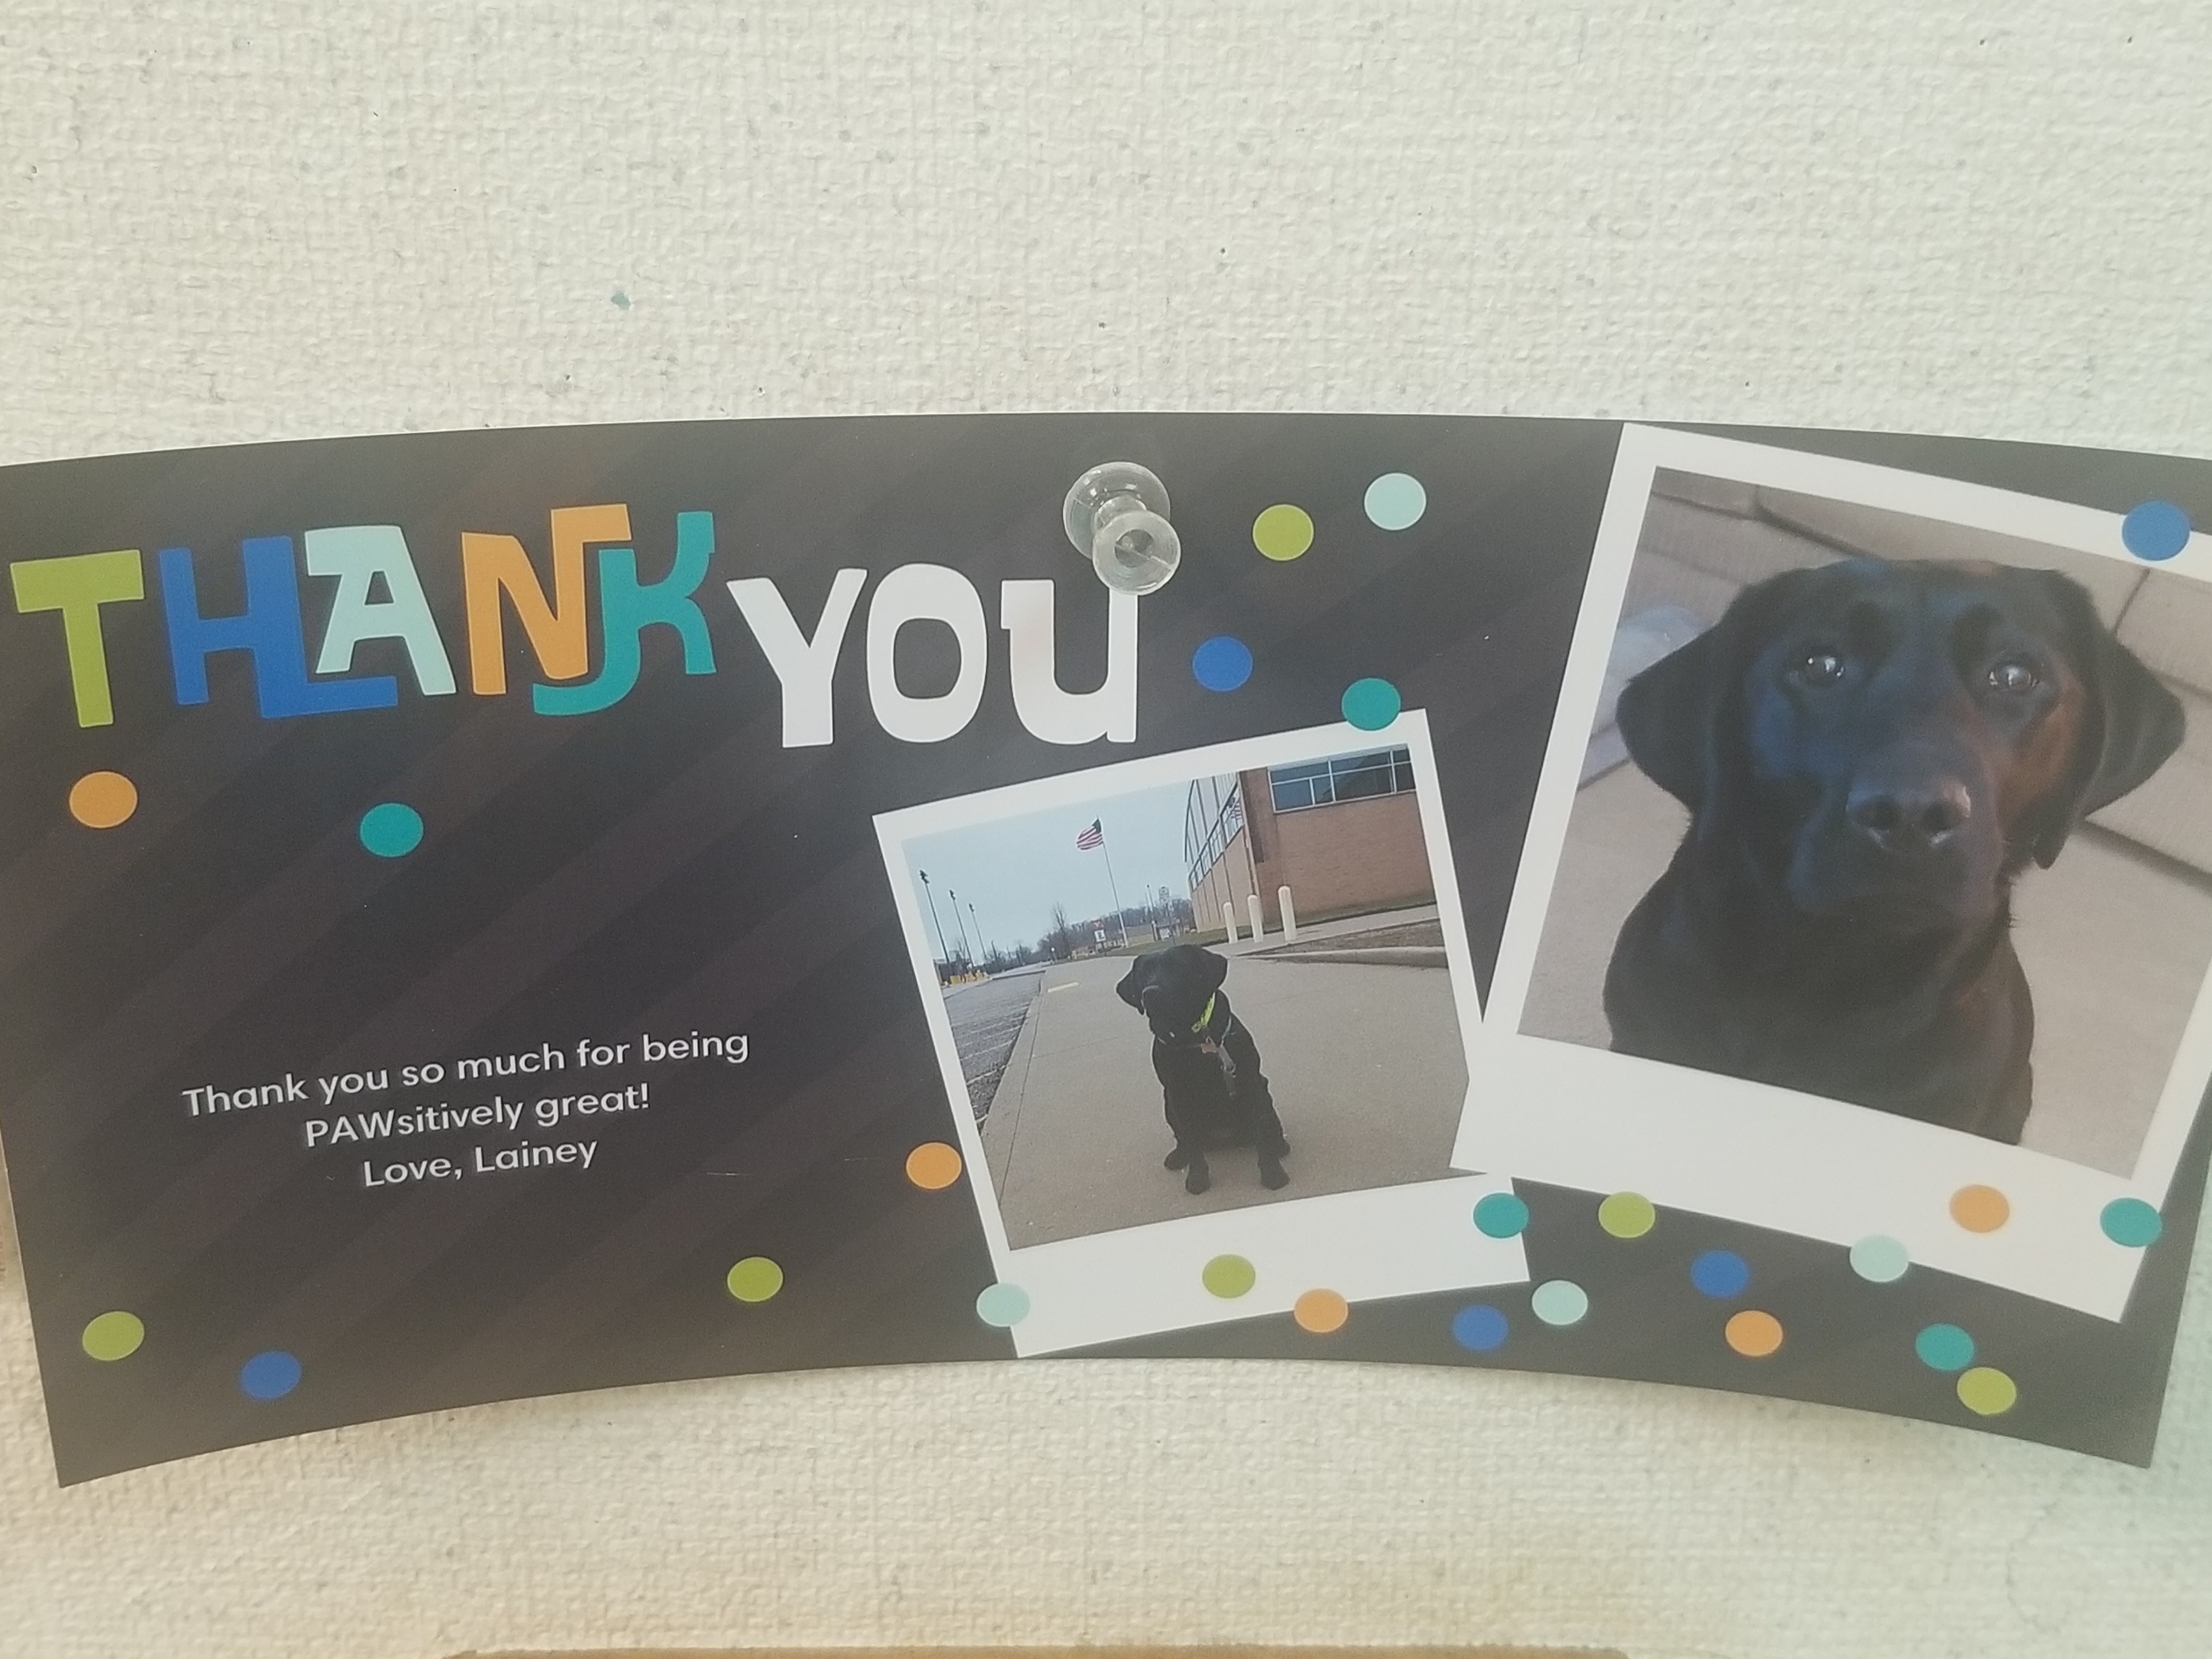 THANK YOU
Thank you so much for being
PAWsitively great!
Love, Lainey